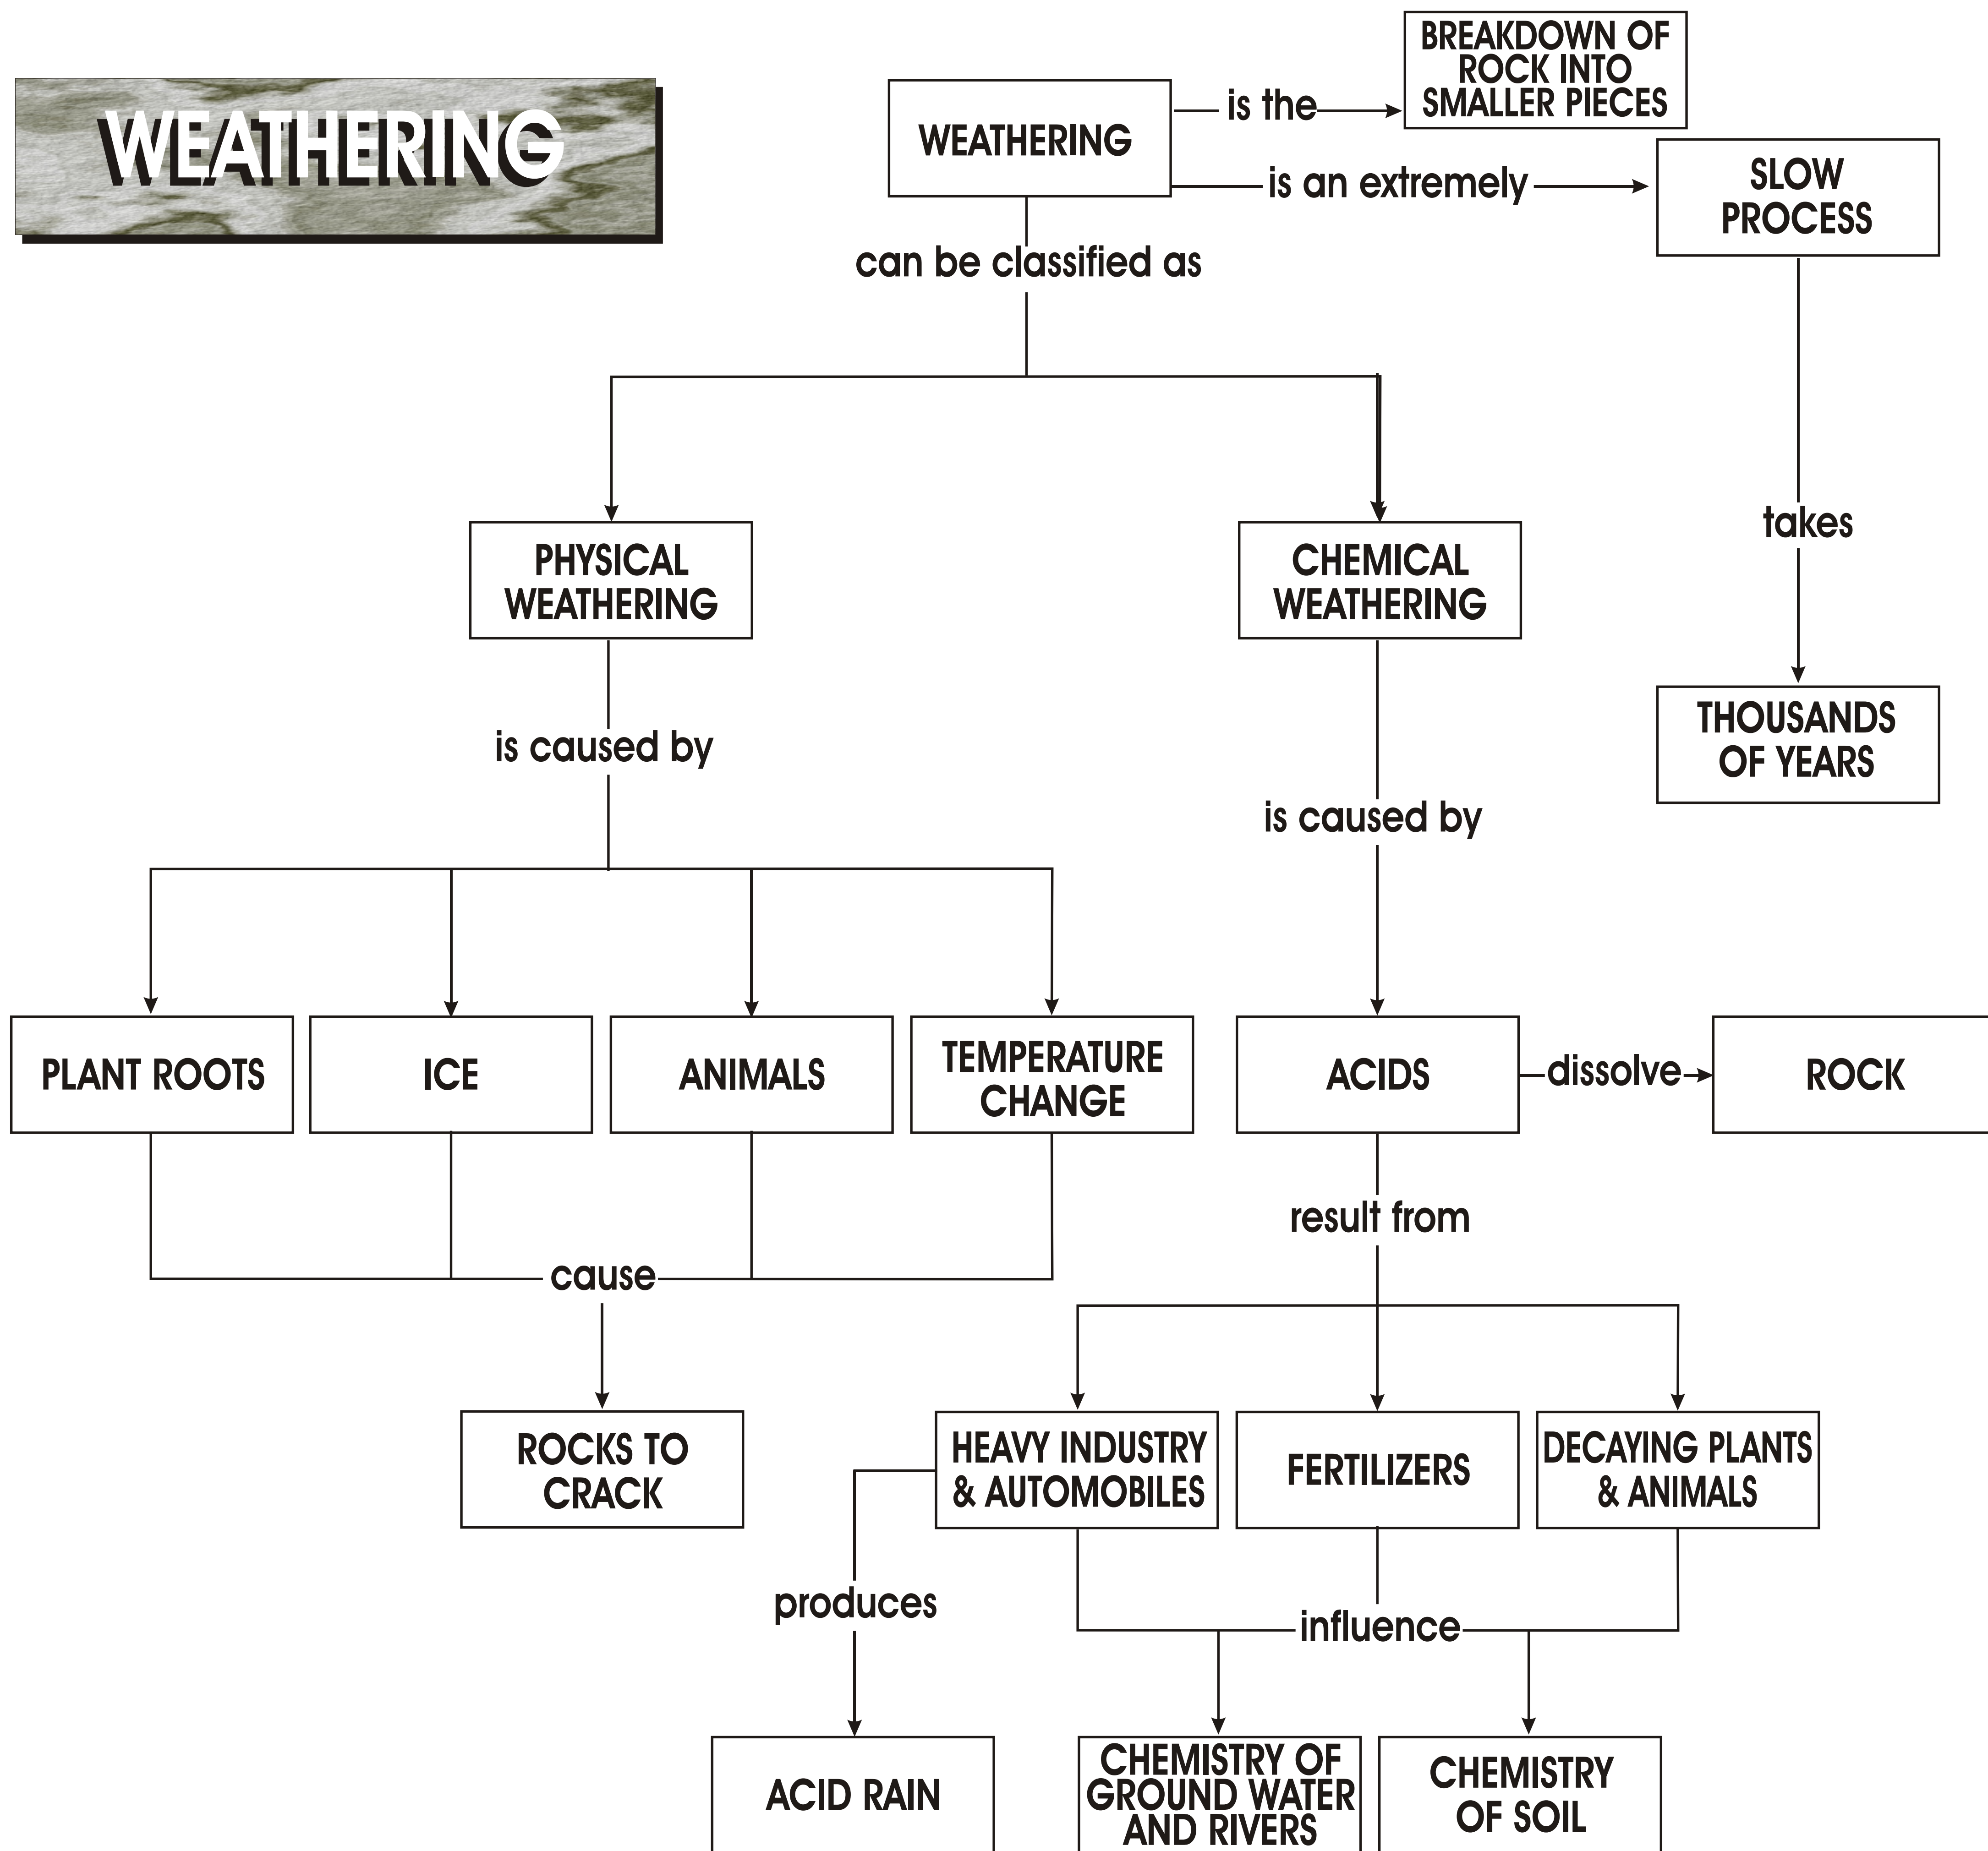 WEATHERING
WEATHERING
is the
BREAKDOWN OF
ROCK INTO
SMALLER PIECES
is an extremely
SLOW
PROCESS
can be classified as
takes
THOUSANDS
OF YEARS
PHYSICAL
WEATHERING
CHEMICAL
WEATHERING
is caused by
is caused by
PLANT ROOTS
ICE
ANIMALS
TEMPERATURE
CHANGE
ACIDS
dissolve
ROCK
cause
result from
ROCKS TO
CRACK
HEAVY INDUSTRY
& AUTOMOBILES
FERTILIZERS
DECAYING PLANTS
& ANIMALS
produces
influence
ACID RAIN
CHEMISTRY OF
GROUND WATER
AND RIVERS
CHEMISTRY
OF SOIL